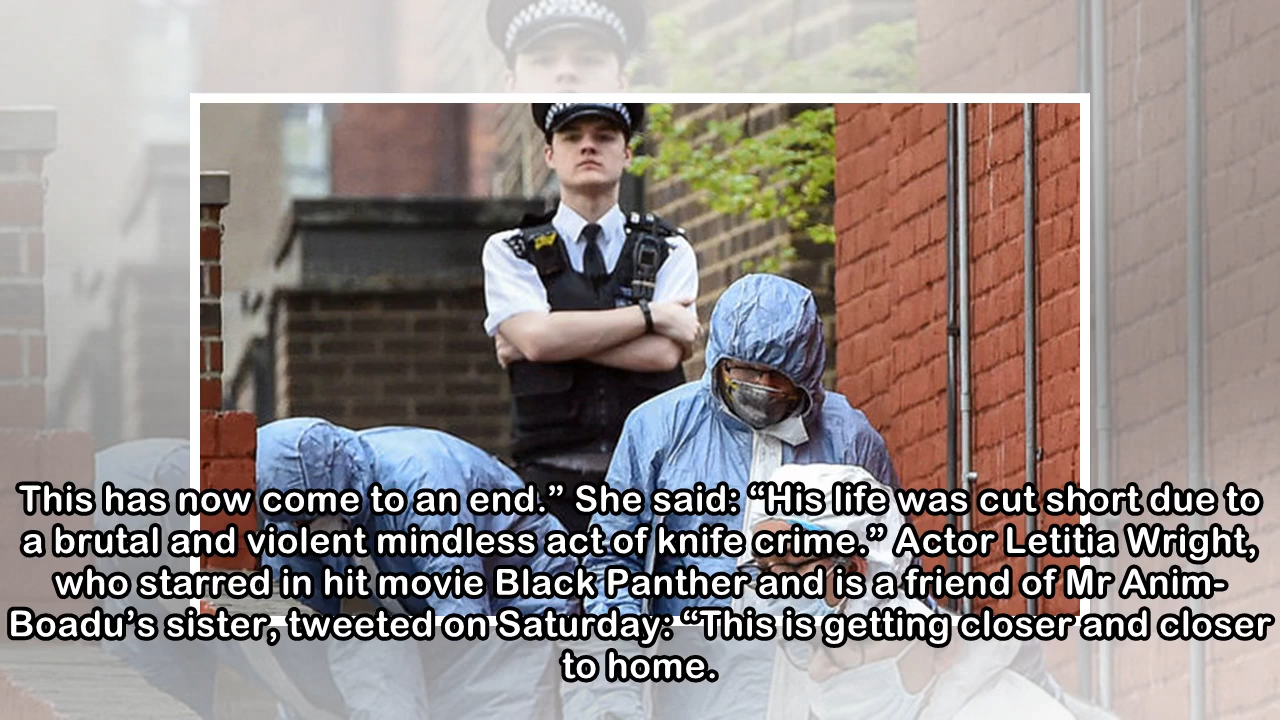 This has now come to an end.” She said: “His life was cut short due to
a brutal and violent mindless act of knife crime.” Actor Letitia Wright,
who starred in hit movie Black Panther and is a friend of Mr Anim-
Boadu’s sister, tweeted on Saturday: “This is getting closer and closer
to home.